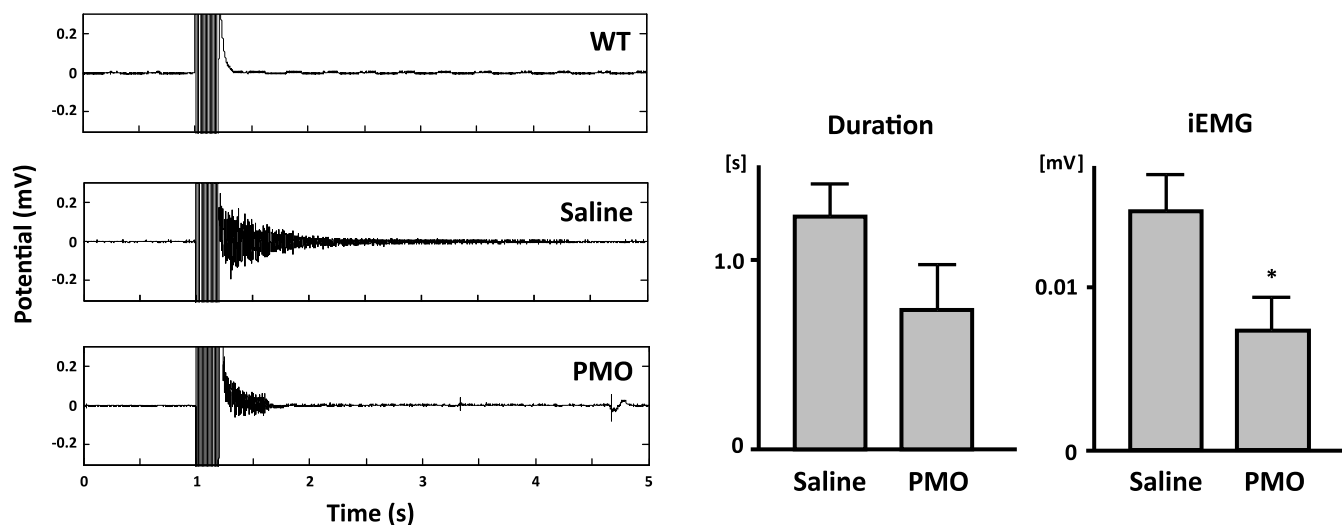 0.2
0
-0.2
WT
0.2
0
-0.2
Saline
0.2
0
-0.2
PMO
0 1 2 3 4 5
Time (s)
Potential (mV)
Duration
[s]
1.0
0
Saline PMO
iEMG
[mV]
0.01
0
*
Saline PMO